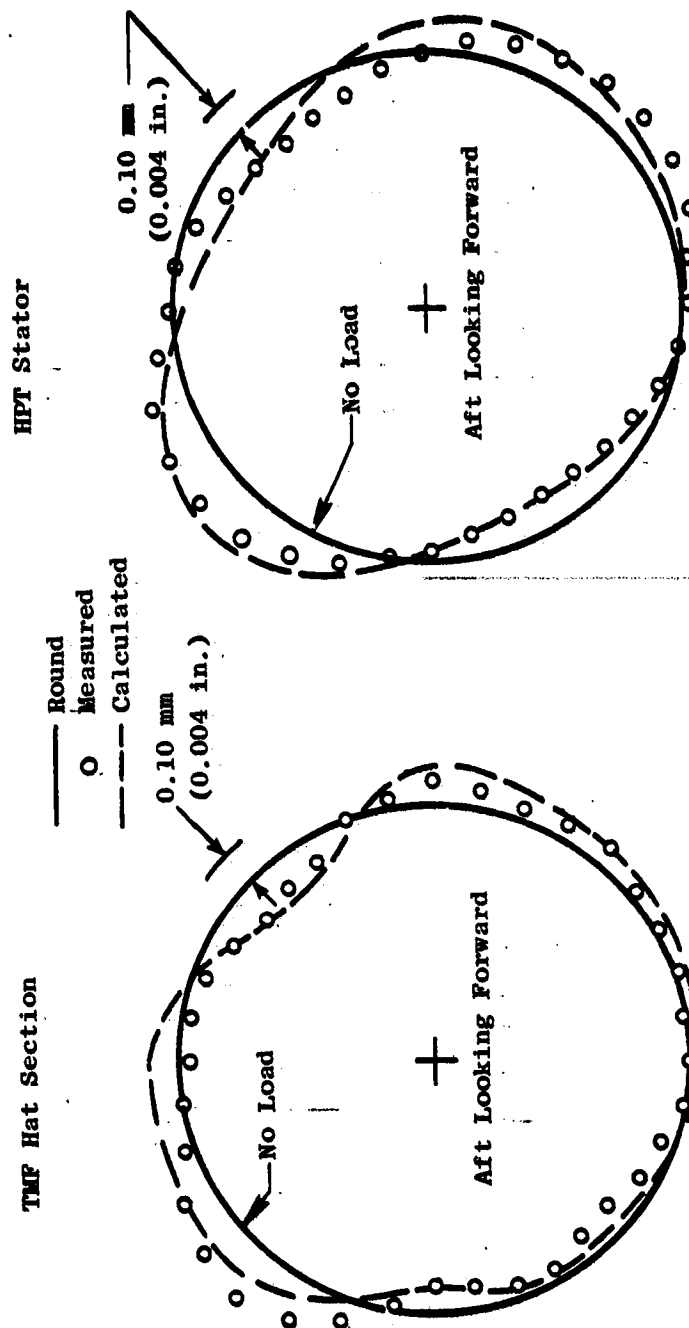 TMF Hat Section
HPT Stator
Round
Measured
Calculated
0.10 mm
(0.004 in.)
0.10 mm
(0.004 in.)
No Load
No Load
Aft Looking Forward
Aft Looking Forward